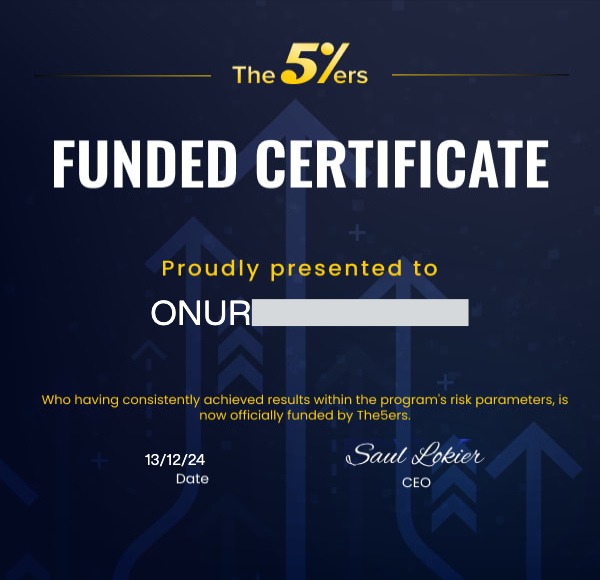 The 5%ers
FUNDED CERTIFICATE
Proudly presented to
ONUR
Who having consistently achieved results within the program's risk parameters, is
now officially funded by The5ers.
13/12/24
Date
Saul Lokier
CEO